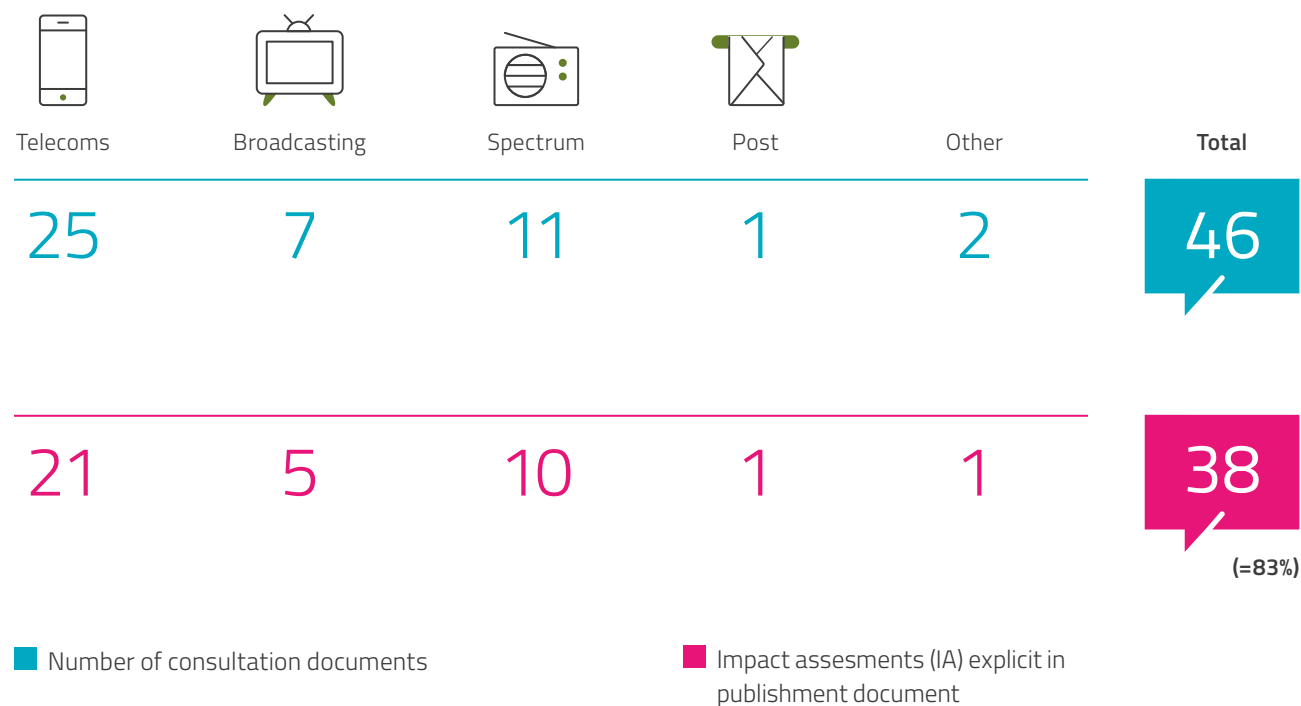 Telecoms Broadcasting Spectrum Post Other Total
25 7 11 1 2 46
21 5 10 1 1 38
(=83%)
Number of consultation documents
Impact assesments (IA) explicit in
publishment document